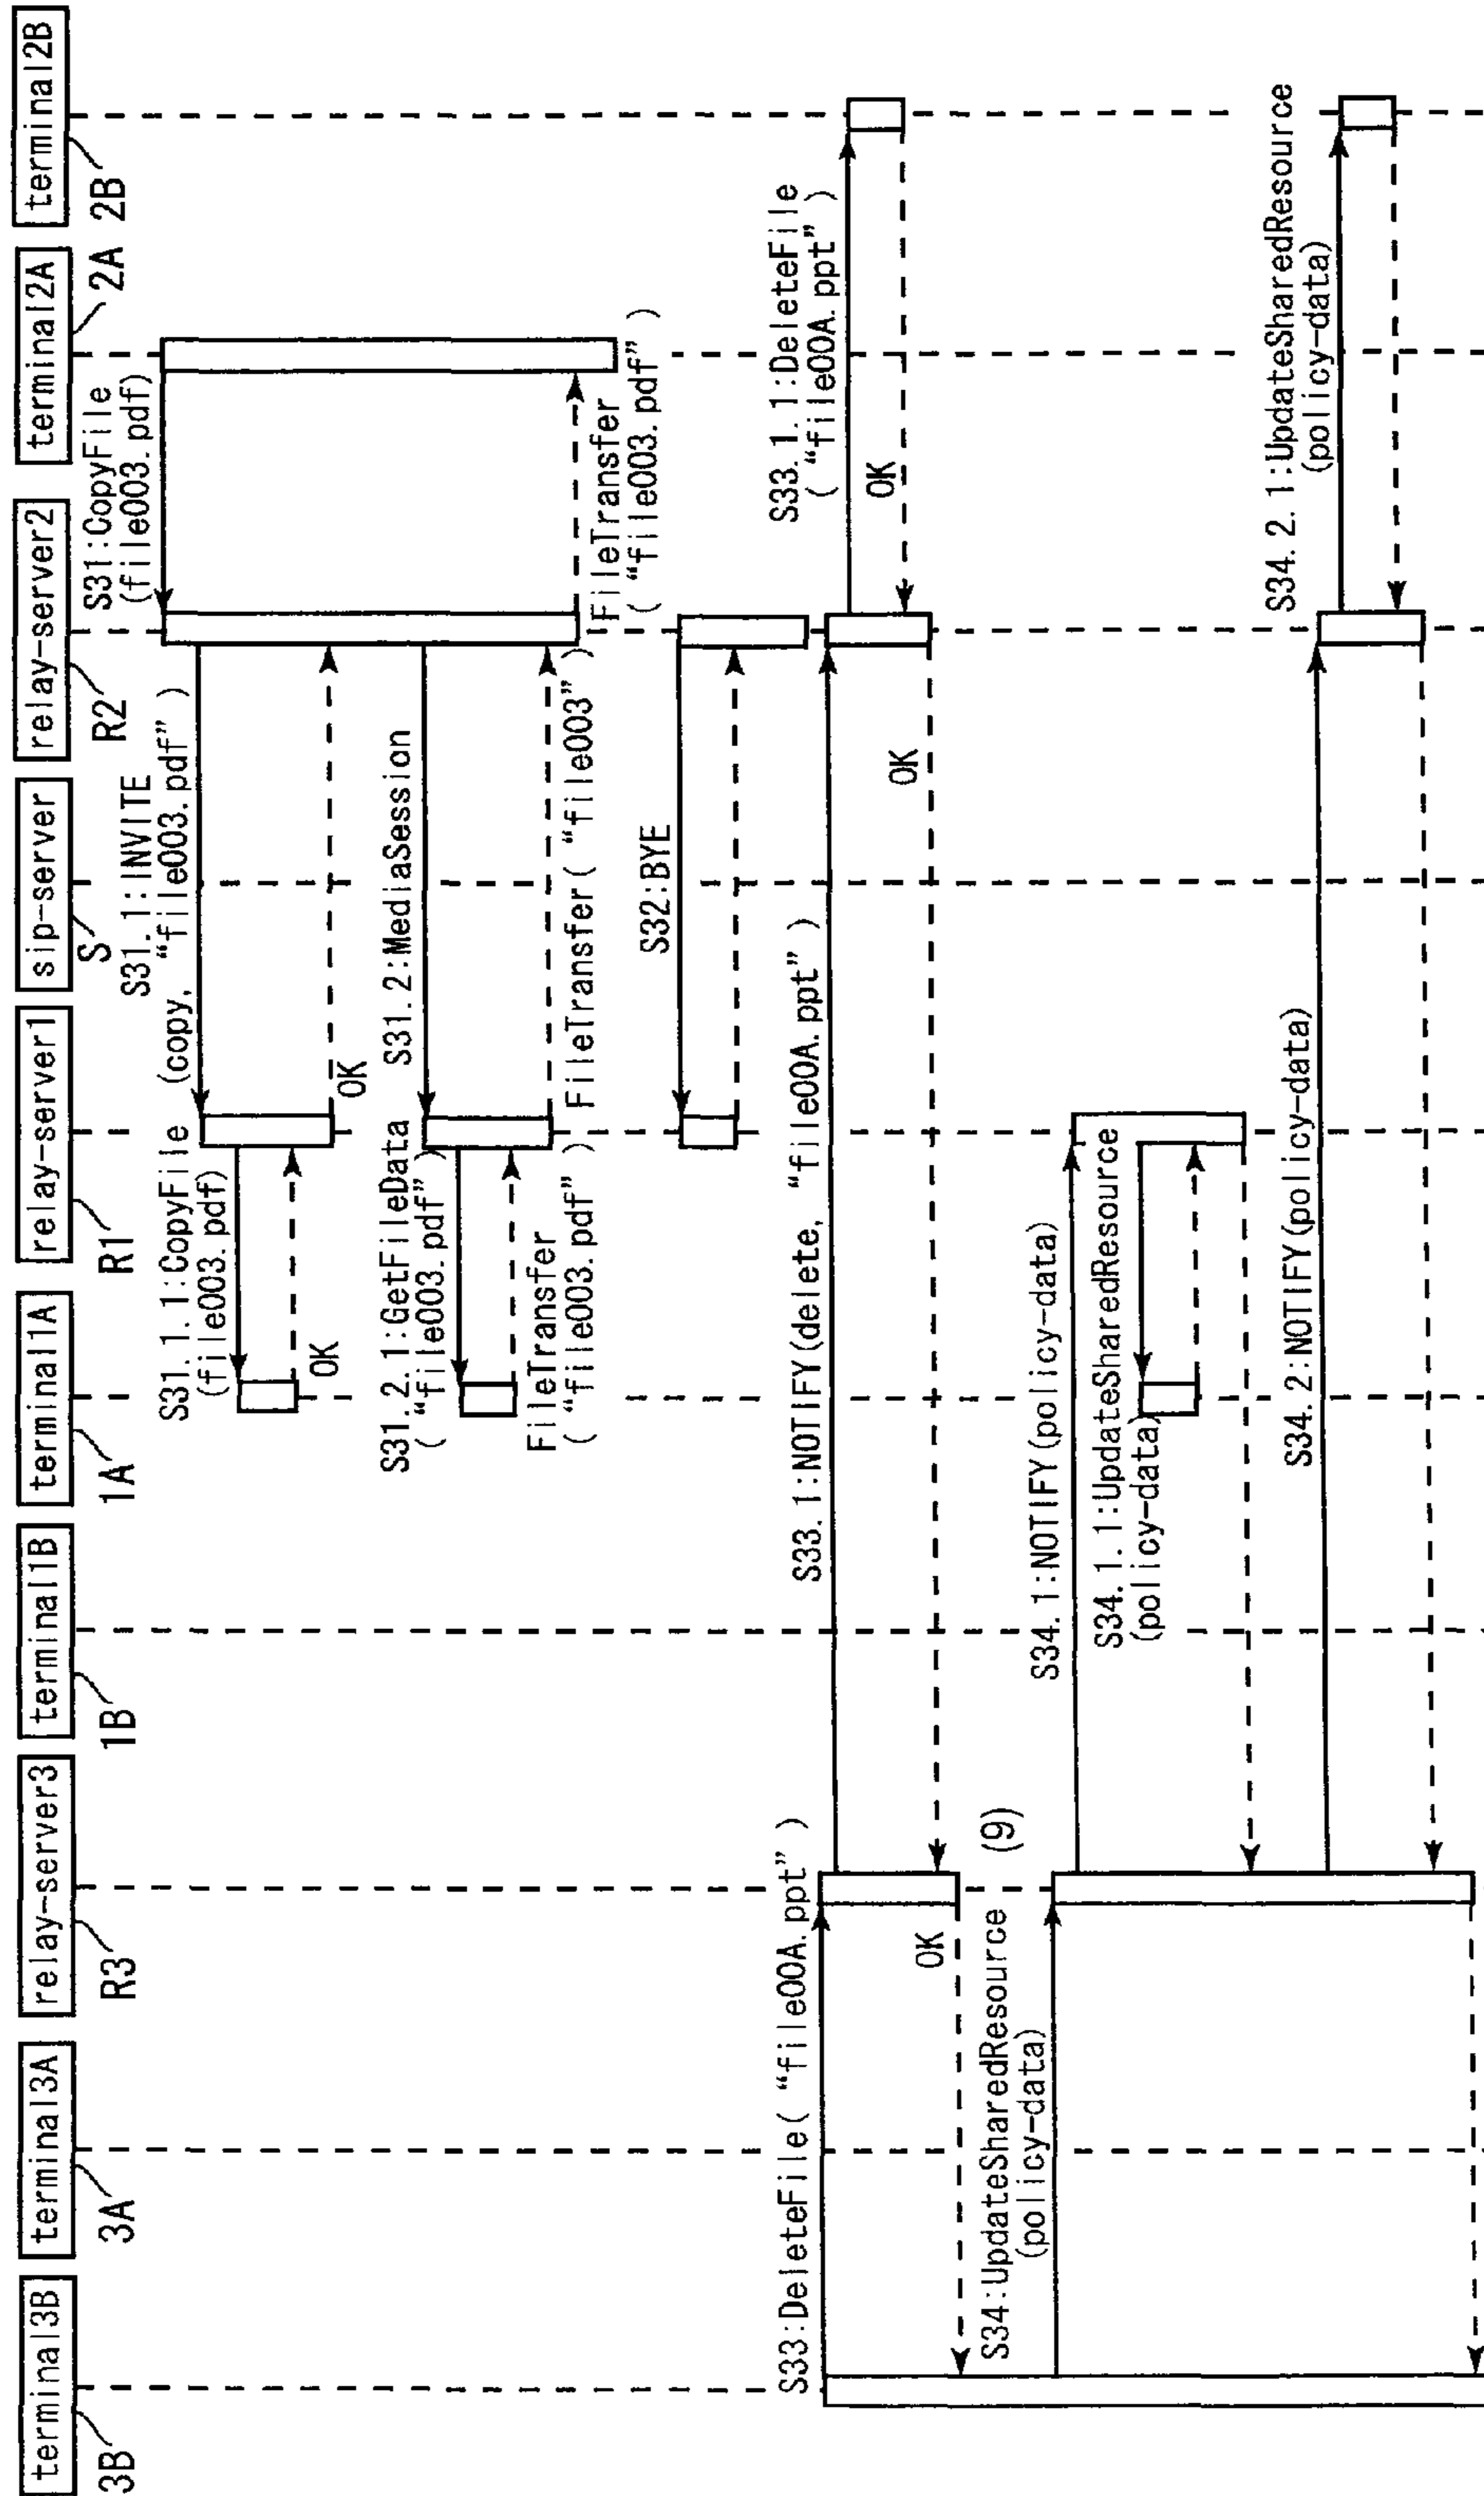 terminal3B
3B
terminal3A
3A
relay-server3
R3
terminal1B
1B
terminal1A
1A
relay-server1
R1
sip-server
S
relay-server2
R2
terminal2A
2A
terminal2B
2B
S31:CopyFile
(file003.pdf)
S31.1:INVITE
(copy, “file003.pdf”)
S31.1.1:CopyFile
(file003.pdf)
OK
OK
S31.2:MediaSession
S31.2.1:GetFileData
(“file003.pdf”)
FileTransfer
(“file003.pdf”)
FileTransfer(“file003”)
FileTransfer
(“file003.pdf”)
S32:BYE
S33:DeleteFile(“file00A.ppt”)
S33.1:NOTIFY(delete, “file00A.ppt”)
S33.1.1:DeleteFile
(“file00A.ppt”)
OK
OK
OK
(9)
S34:UpdateSharedResource
(policy-data)
S34.1:NOTIFY(policy-data)
S34.1.1:UpdateSharedResource
(policy-data)
S34.2:NOTIFY(policy-data)
S34.2.1:UpdateSharedResource
(policy-data)